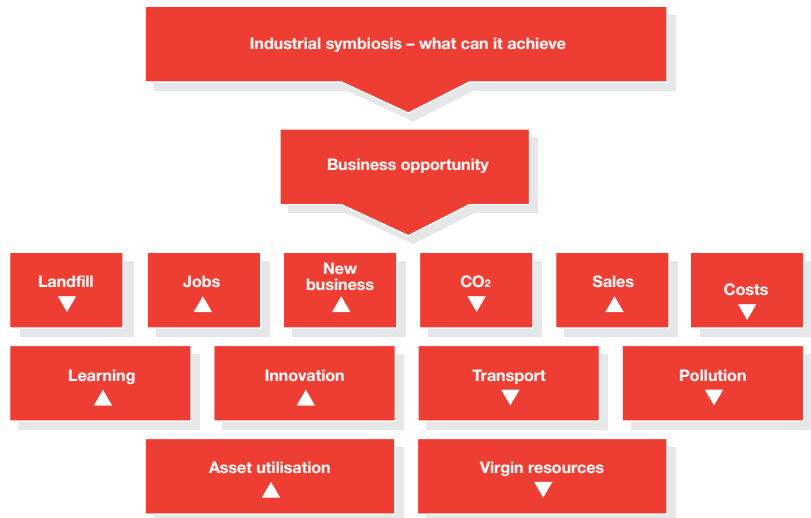 Industrial symbiosis – what can it achieve
Business opportunity
Landfill
Jobs
New
business
CO₂
Sales
Costs
Learning
Innovation
Transport
Pollution
Asset utilisation
Virgin resources